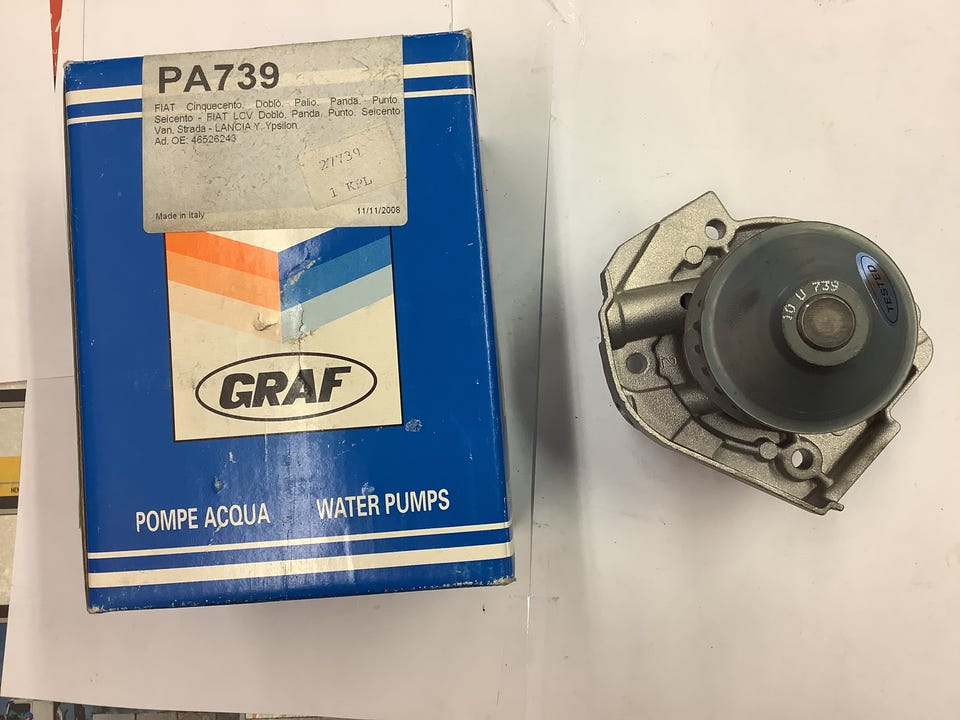 PA739
FIAT Cinquecento, Doblò, Palio, Panda, Punto,
Seicento - FIAT LCV Doblò, Panda, Punto, Seicento
Van, Strada - LANCIA Y, Ypsilon
Ad. OE: 46526243
27739
1 KPL
Made in Italy
11/11/2008
GRAF
POMPE ACQUA WATER PUMPS
TESTED
10 U 739